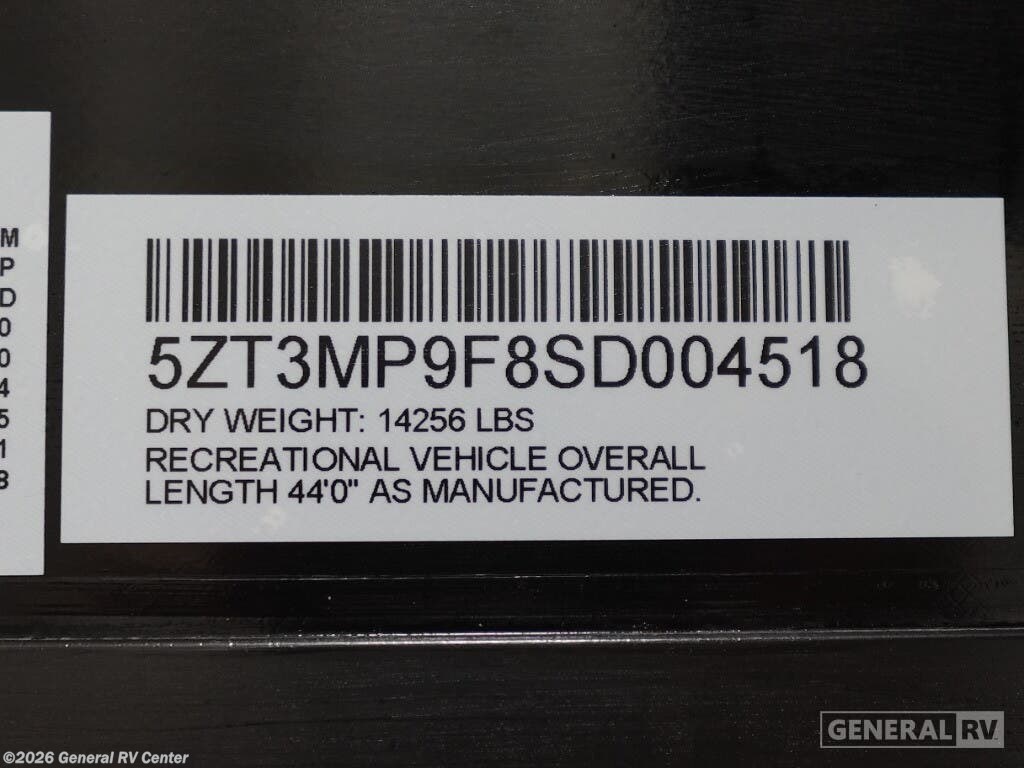 M
P
D
0
0
4
5
1
8
5ZT3MP9F8SD004518
DRY WEIGHT: 14256 LBS
RECREATIONAL VEHICLE OVERALL
LENGTH 44'0" AS MANUFACTURED.
GENERAL RV
©2026 General RV Center